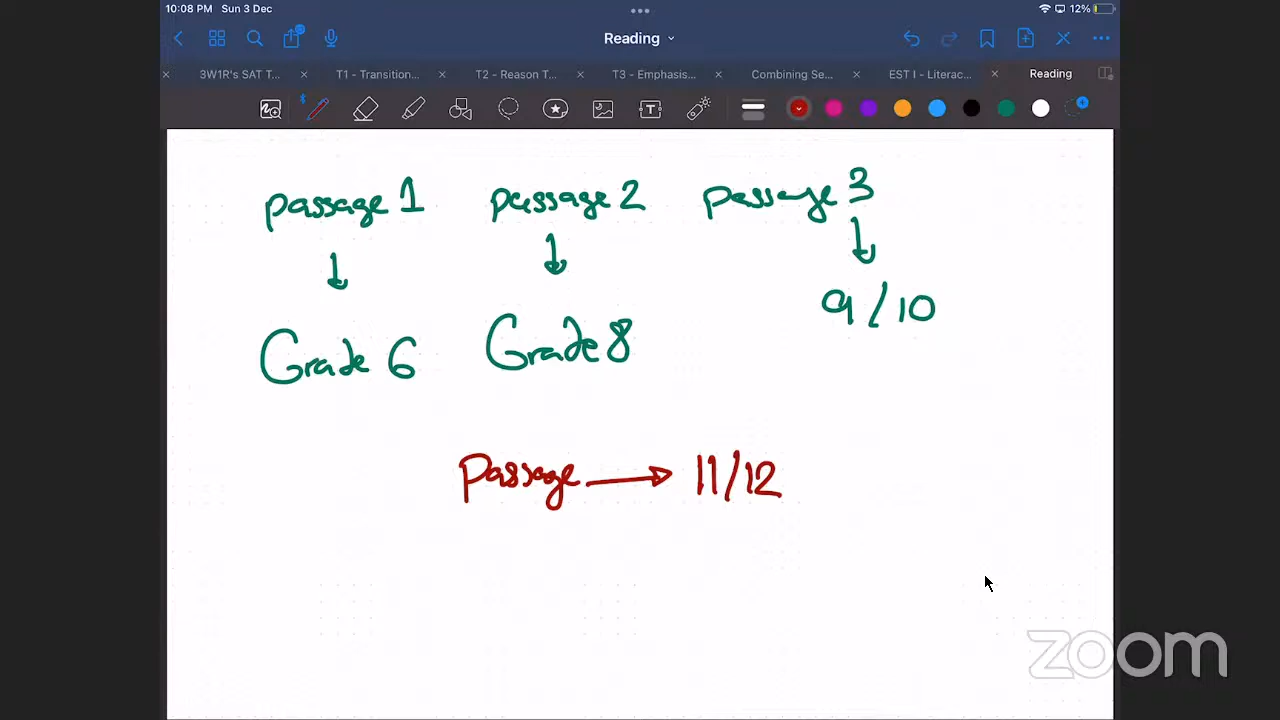 10:08 PM Sun 3 Dec
12%
Reading
3W1R's SAT T...
T1 - Transition...
T2 - Reason T...
T3 - Emphasis...
Combining Se...
EST I - Literac...
Reading
passage 1 passage 2 passage 3
Grade 6 Grade 8 9/10
Passage → 11/12
zoom